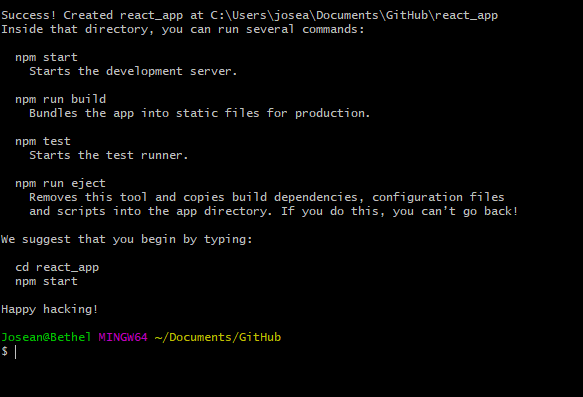 Success! Created react_app at C:\Users\josea\Documents\GitHub\react_app
Inside that directory, you can run several commands:

  npm start
    Starts the development server.

  npm run build
    Bundles the app into static files for production.

  npm test
    Starts the test runner.

  npm run eject
    Removes this tool and copies build dependencies, configuration files
    and scripts into the app directory. If you do this, you can't go back!

We suggest that you begin by typing:

  cd react_app
  npm start

Happy hacking!

Josean@Bethel MINGW64 ~/Documents/GitHub
$